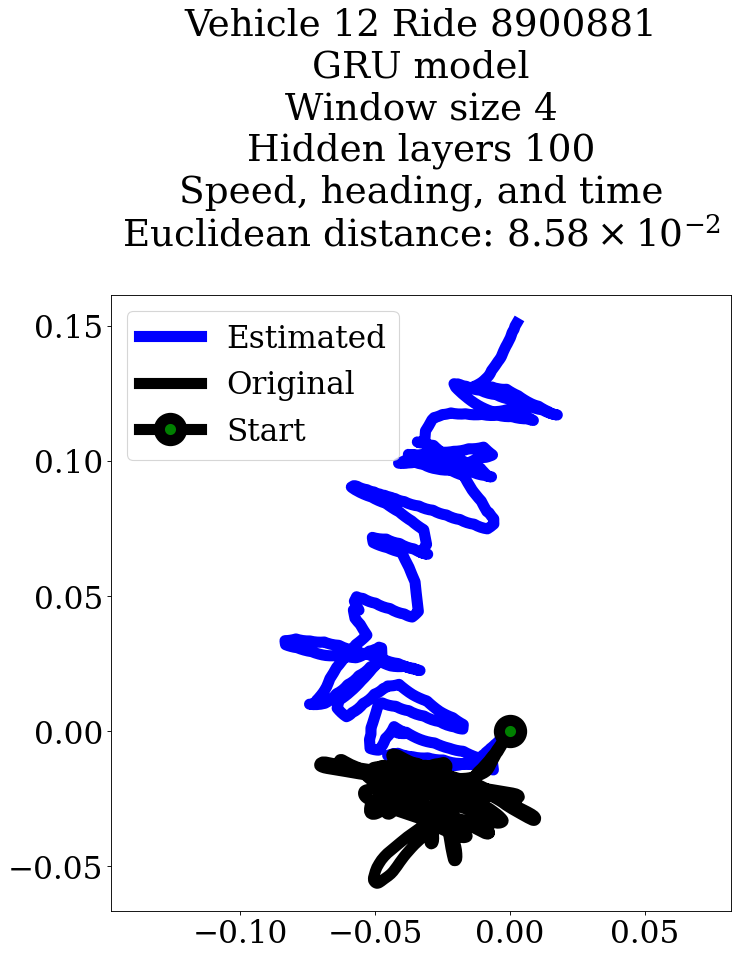 Vehicle 12 Ride 8900881
GRU model
Window size 4
Hidden layers 100
Speed, heading, and time
Euclidean distance: 8.58 × 10⁻²
Estimated
Original
Start
0.15
0.10
0.05
0.00
−0.05
−0.10 −0.05 0.00 0.05